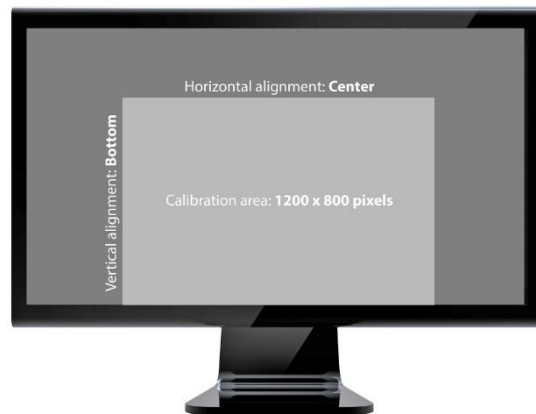 Horizontal alignment: Center
Vertical alignment: Bottom
Calibration area: 1200 x 800 pixels